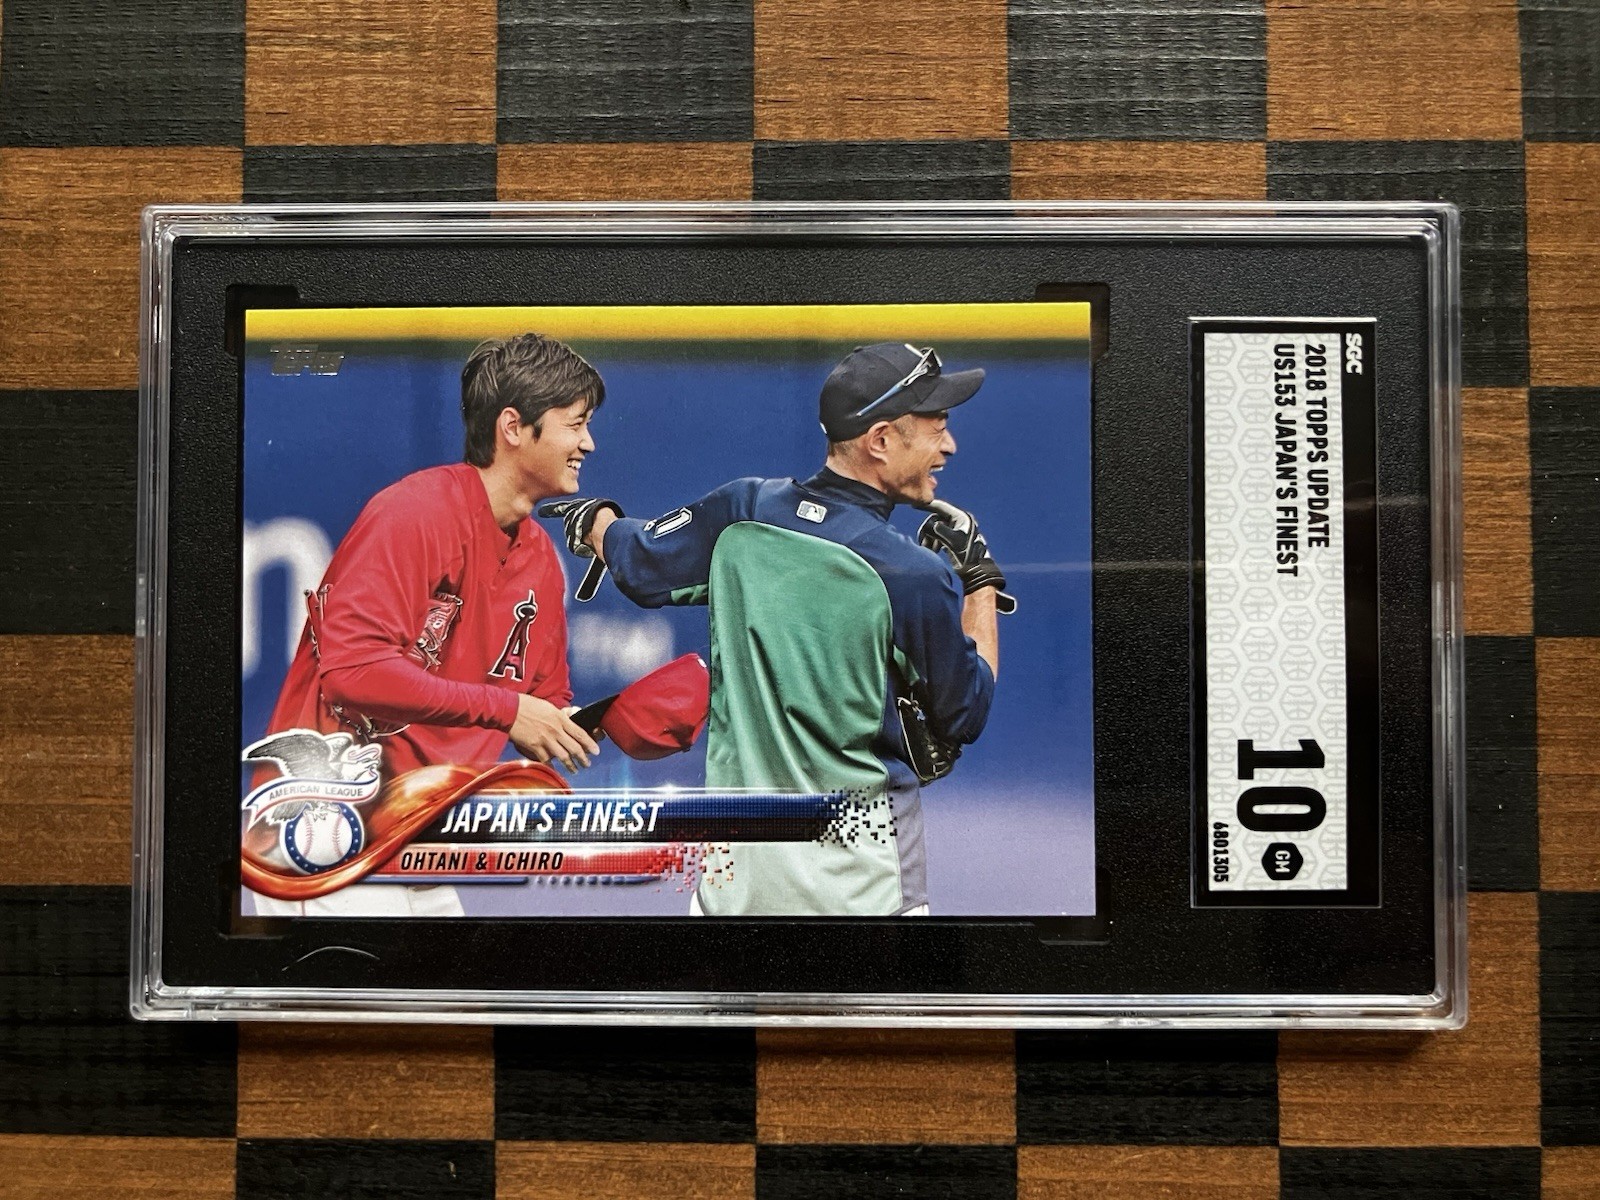 Topps
AMERICAN LEAGUE
JAPAN'S FINEST
OHTANI & ICHIRO
SGC
2018 TOPPS UPDATE
US153 JAPAN'S FINEST
10
GM
6801305